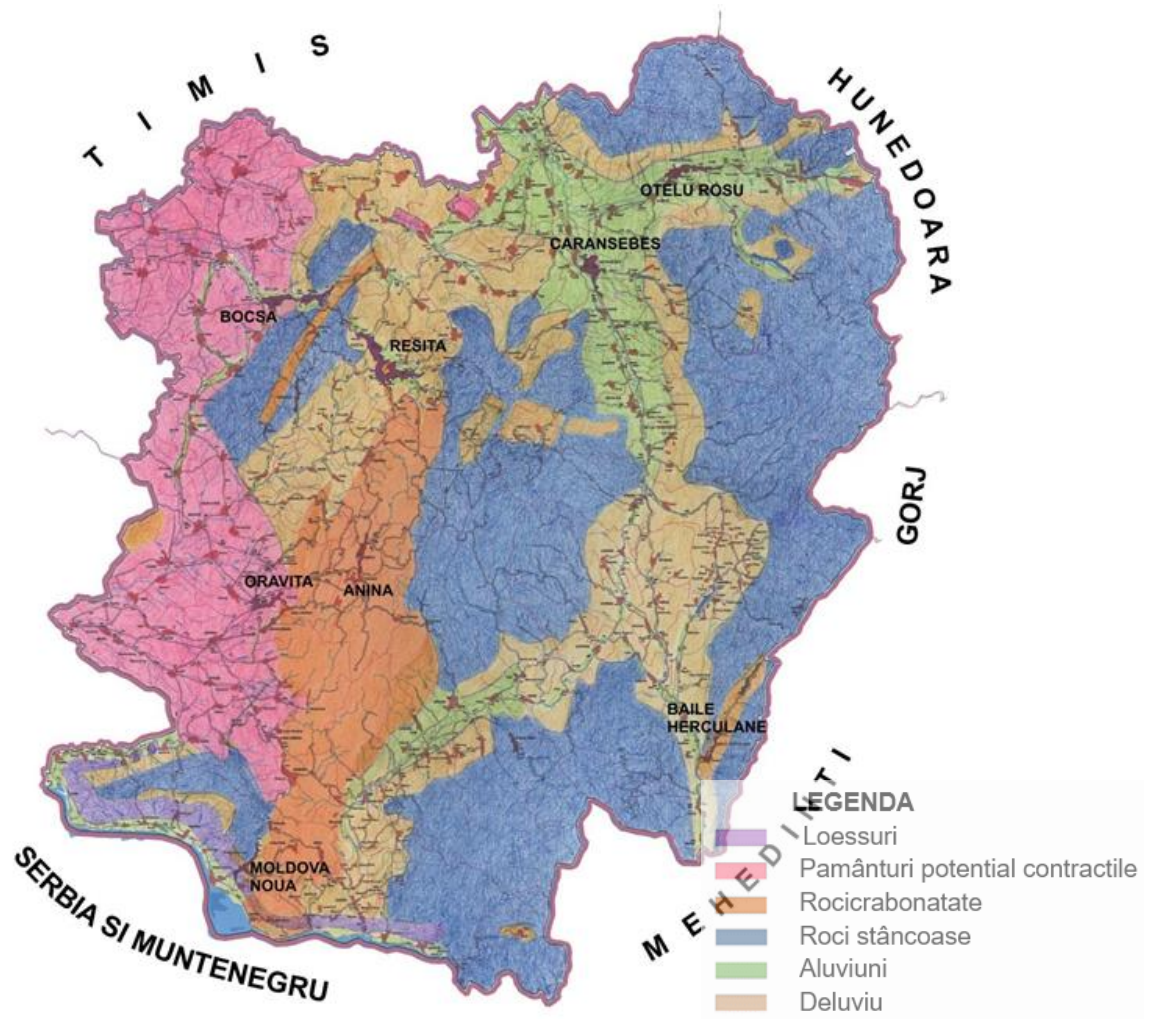 T I M I S
HUNEDOARA
OTELU ROSU
CARANSEBES
BOCSA
RESITA
GORJ
ORAVITA
ANINA
BAILE
HERCULANE
MOLDOVA
NOUA
SERBIA SI MUNTENEGRU
MEHEDINTI
LEGENDA
Loessuri
Pamânturi potential contractile
Rocicrabonatate
Roci stâncoase
Aluviuni
Deluviu